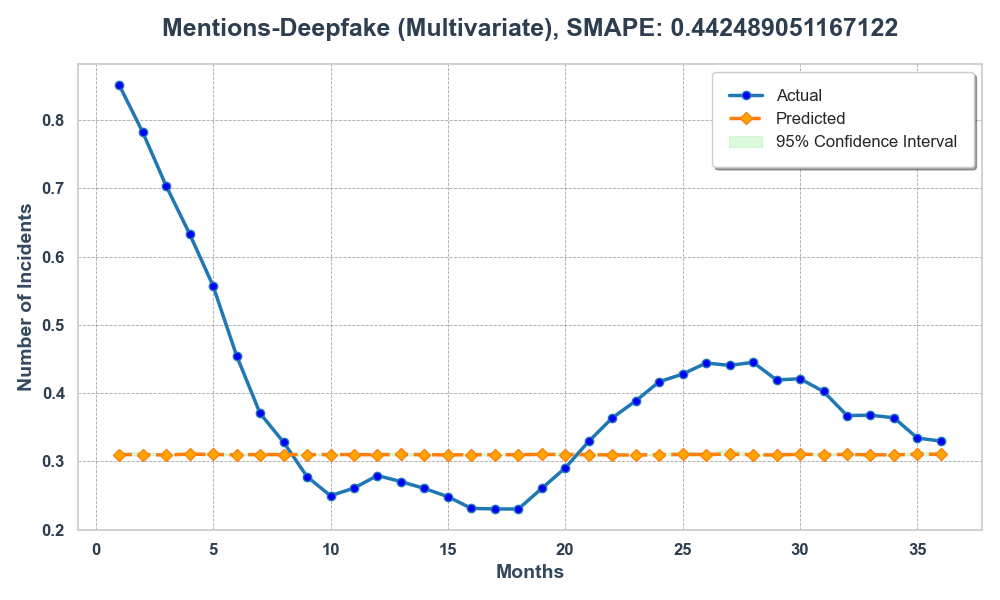 Mentions-Deepfake (Multivariate), SMAPE: 0.442489051167122
Actual
Predicted
95% Confidence Interval
Number of Incidents
0.8
0.7
0.6
0.5
0.4
0.3
0.2
0 5 10 15 20 25 30 35
Months